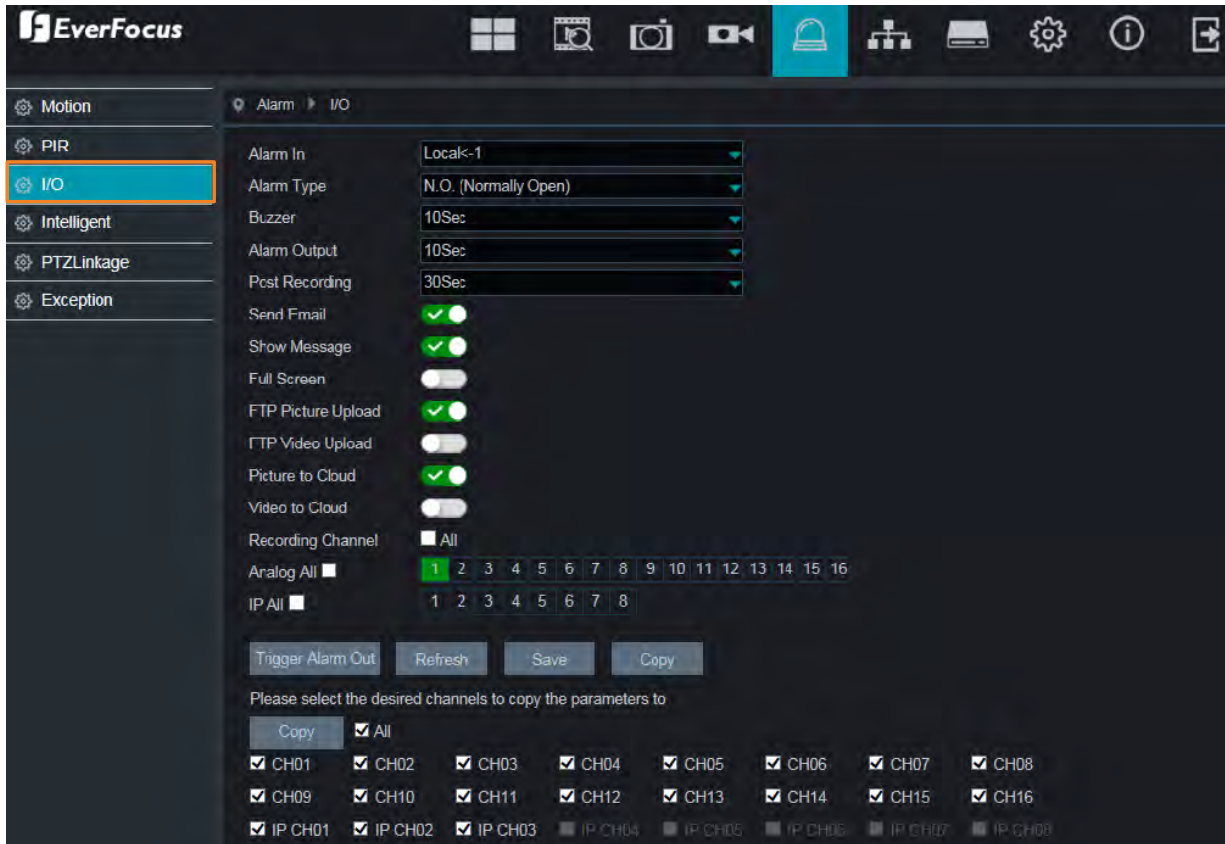 EverFocus
Motion
PIR
I/O
Intelligent
PTZLinkage
Exception
Alarm I/O
Alarm In Local<-1
Alarm Type N.O. (Normally Open)
Buzzer 10Sec
Alarm Output 10Sec
Post Recording 30Sec
Send Email
Show Message
Full Screen
FTP Picture Upload
FTP Video Upload
Picture to Cloud
Video to Cloud
Recording Channel All
Analog All 1 2 3 4 5 6 7 8 9 10 11 12 13 14 15 16
IP All 1 2 3 4 5 6 7 8
Trigger Alarm Out Refresh Save Copy
Please select the desired channels to copy the parameters to
Copy All
CH01 CH02 CH03 CH04 CH05 CH06 CH07 CH08
CH09 CH10 CH11 CH12 CH13 CH14 CH15 CH16
IP CH01 IP CH02 IP CH03 IP CH04 IP CH05 IP CH06 IP CH07 IP CH08